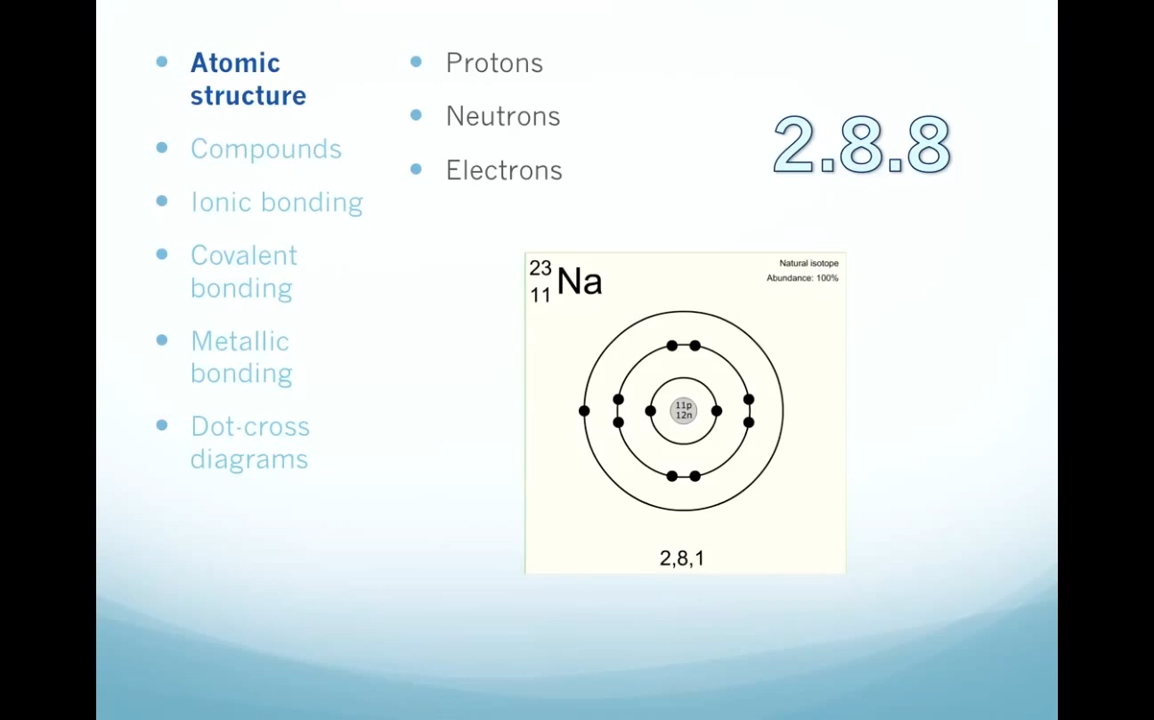 Atomic
structure
Compounds
Ionic bonding
Covalent
bonding
Metallic
bonding
Dot-cross
diagrams
Protons
Neutrons
Electrons
2.8.8
23
11
Na
Natural isotope
Abundance: 100%
11p
12n
2,8,1